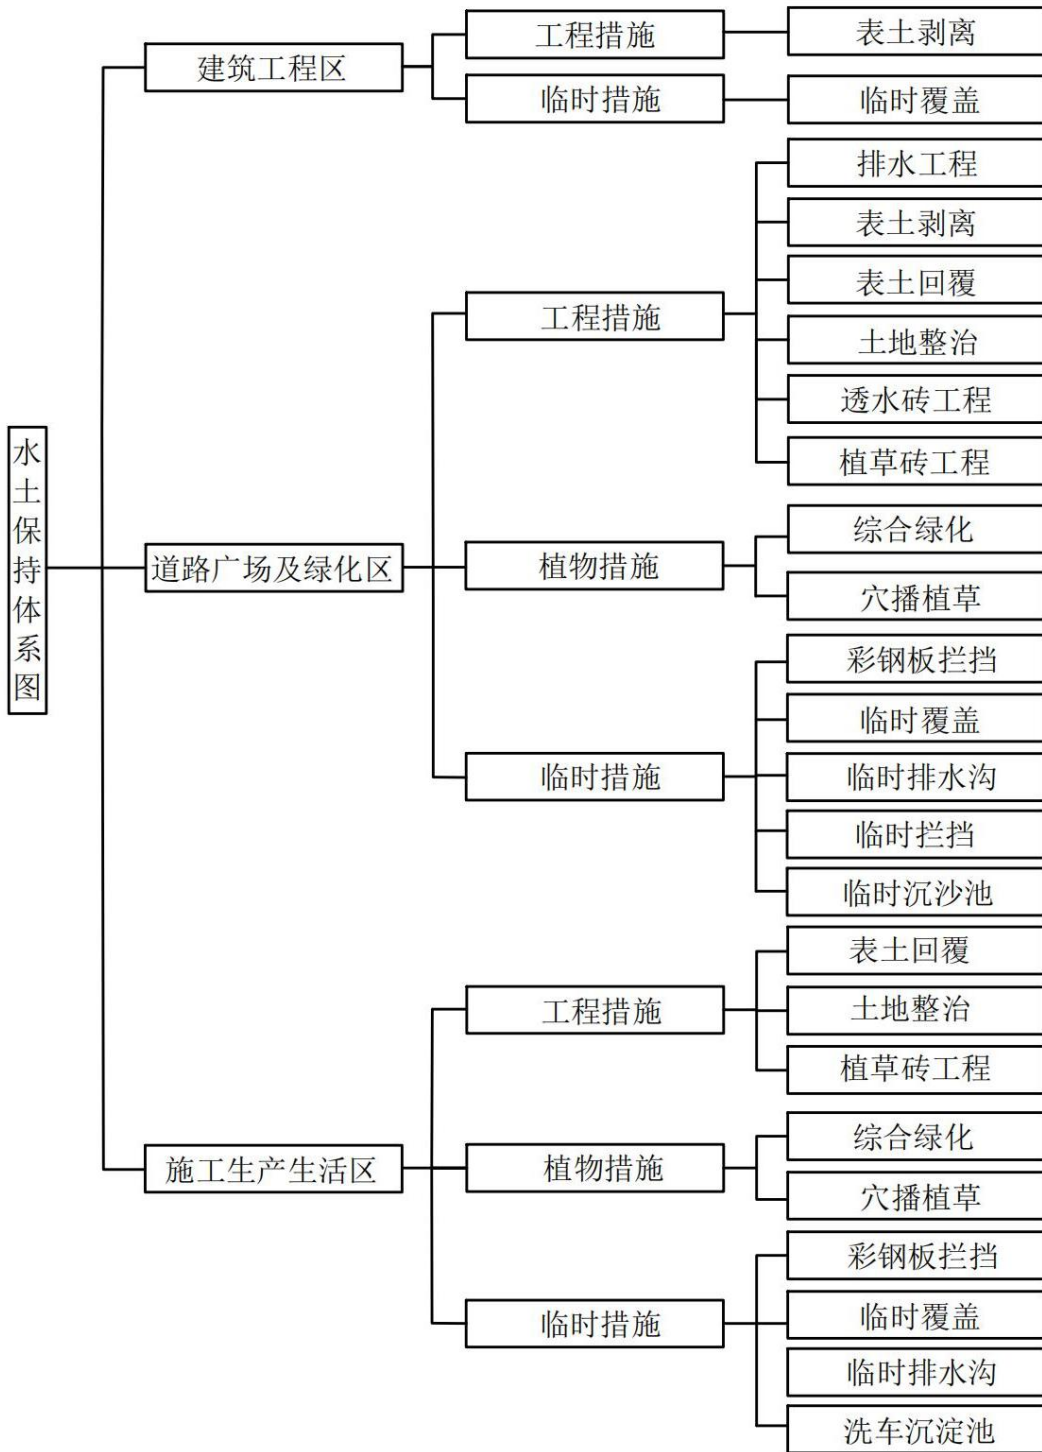 水土保持体系图
建筑工程区
工程措施
表土剥离
临时措施
临时覆盖
道路广场及绿化区
工程措施
排水工程
表土剥离
表土回覆
土地整治
透水砖工程
植草砖工程
植物措施
综合绿化
穴播植草
临时措施
彩钢板拦挡
临时覆盖
临时排水沟
临时拦挡
临时沉沙池
施工生产生活区
工程措施
表土回覆
土地整治
植草砖工程
植物措施
综合绿化
穴播植草
临时措施
彩钢板拦挡
临时覆盖
临时排水沟
洗车沉淀池